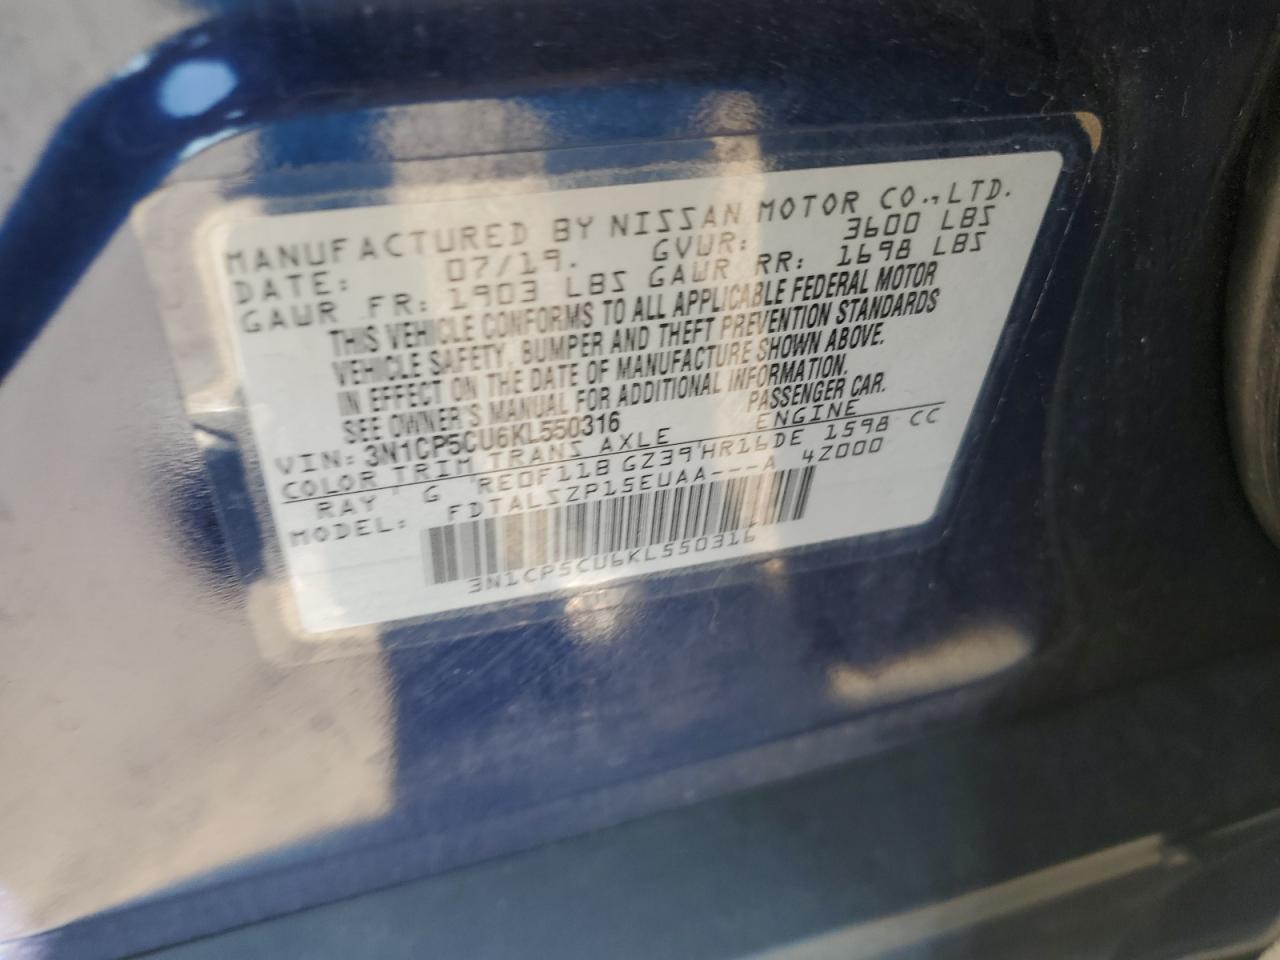 MANUFACTURED BY NISSAN MOTOR CO., LTD.
DATE: 07/19. GVWR: 3600 LBS
GAWR FR: 1903 LBS GAWR RR: 1698 LBS
THIS VEHICLE CONFORMS TO ALL APPLICABLE FEDERAL MOTOR
VEHICLE SAFETY, BUMPER AND THEFT PREVENTION STANDARDS
IN EFFECT ON THE DATE OF MANUFACTURE SHOWN ABOVE.
SEE OWNER'S MANUAL FOR ADDITIONAL INFORMATION.
VIN: 3N1CP5CU6KL550316 PASSENGER CAR.
COLOR TRIM TRANS AXLE ENGINE
RAY G RE0F11B GZ39 HR16DE 1598 CC
MODEL: FDTALSZP15EUAA---A 4Z000
3N1CP5CU6KL550316